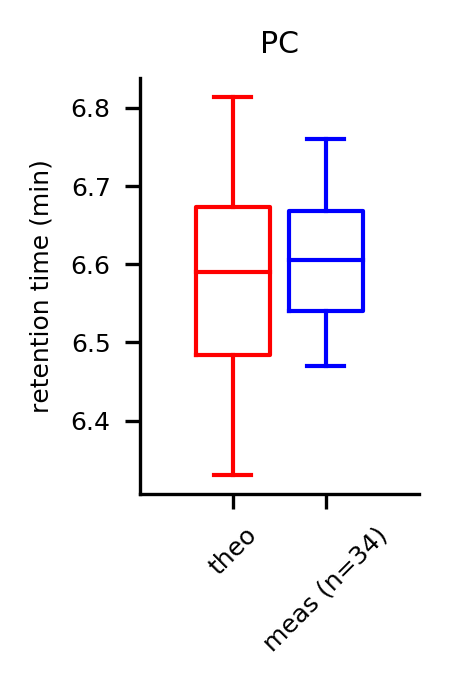 PC
retention time (min)
6.8
6.7
6.6
6.5
6.4
theo
meas (n=34)